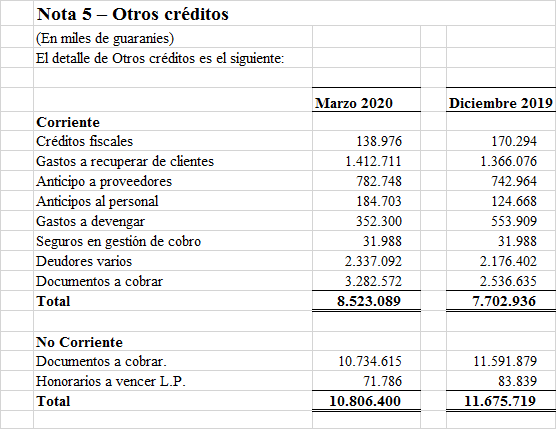 Nota 5 – Otros créditos
(En miles de guaranies)
El detalle de Otros créditos es el siguiente:
Marzo 2020 Diciembre 2019
Corriente
Créditos fiscales 138.976 170.294
Gastos a recuperar de clientes 1.412.711 1.366.076
Anticipo a proveedores 782.748 742.964
Anticipos al personal 184.703 124.668
Gastos a devengar 352.300 553.909
Seguros en gestión de cobro 31.988 31.988
Deudores varios 2.337.092 2.176.402
Documentos a cobrar 3.282.572 2.536.635
Total 8.523.089 7.702.936
No Corriente
Documentos a cobrar. 10.734.615 11.591.879
Honorarios a vencer L.P. 71.786 83.839
Total 10.806.400 11.675.719